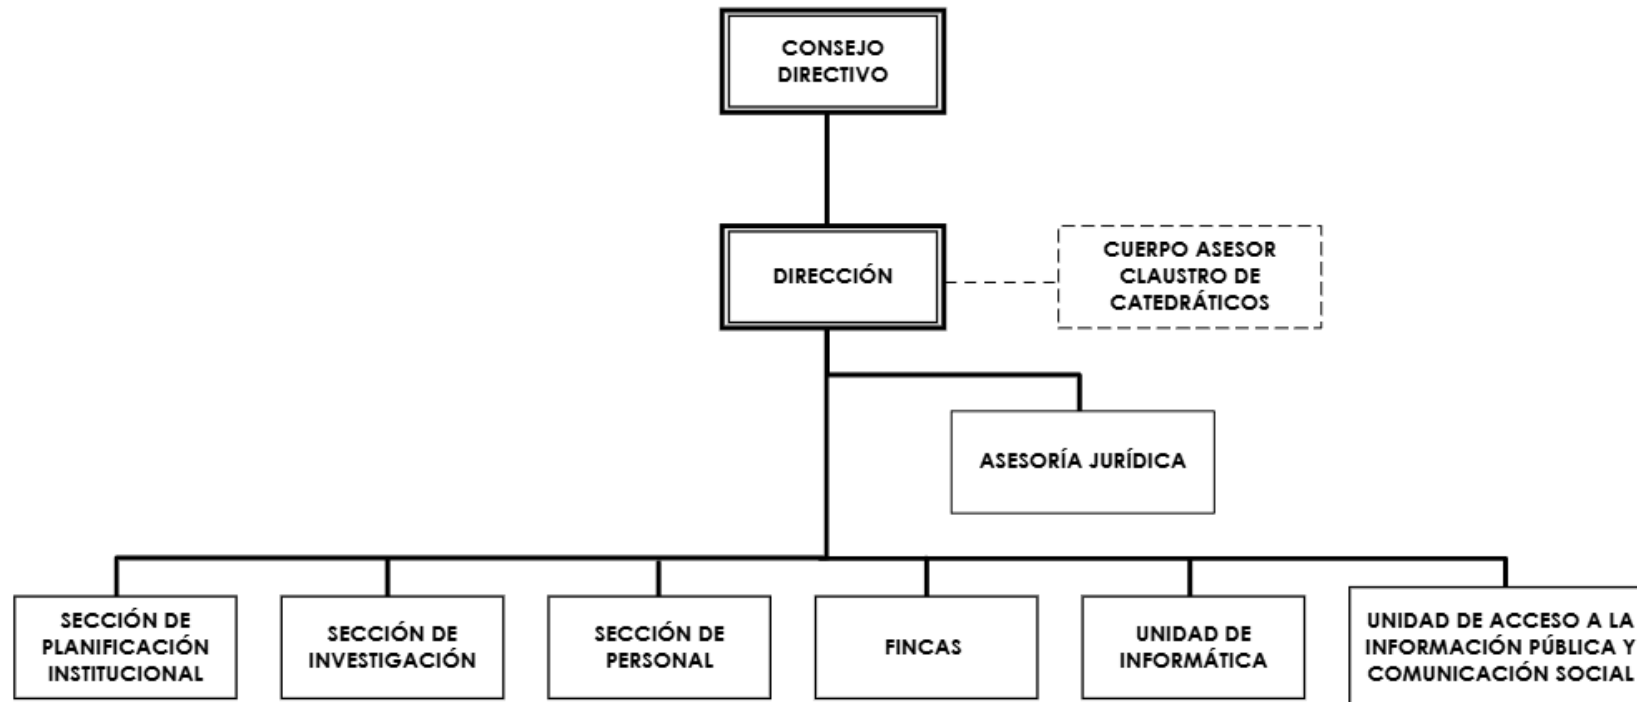 CONSEJO
DIRECTIVO
DIRECCIÓN
CUERPO ASESOR
CLAUSTRO DE
CATEDRÁTICOS
ASESORÍA JURÍDICA
SECCIÓN DE
PLANIFICACIÓN
INSTITUCIONAL
SECCIÓN DE
INVESTIGACIÓN
SECCIÓN DE
PERSONAL
FINCAS
UNIDAD DE
INFORMÁTICA
UNIDAD DE ACCESO A LA
INFORMACIÓN PÚBLICA Y
COMUNICACIÓN SOCIAL